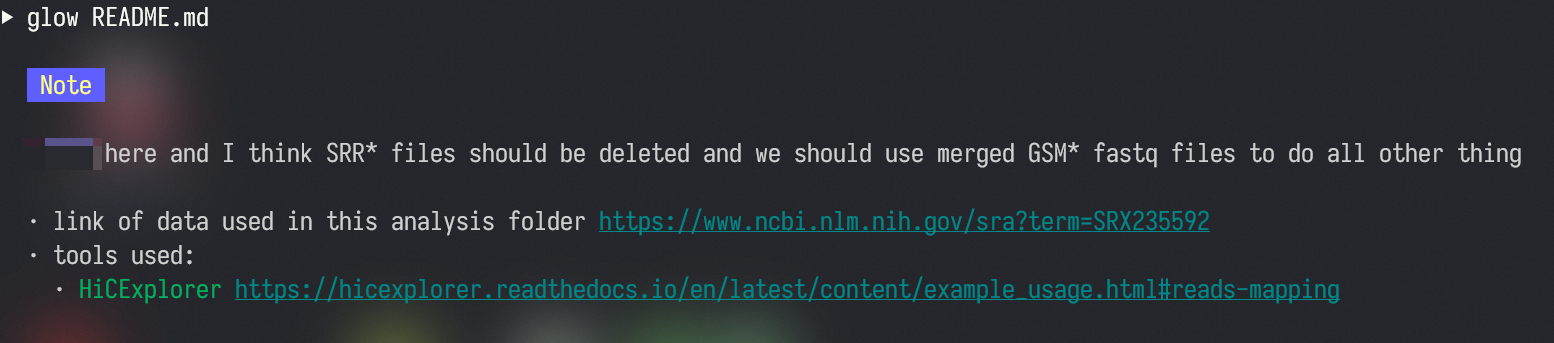 glow README.md
Note
here and I think SRR* files should be deleted and we should use merged GSM* fastq files to do all other thing
· link of data used in this analysis folder https://www.ncbi.nlm.nih.gov/sra?term=SRX235592
· tools used:
· HiCExplorer https://hicexplorer.readthedocs.io/en/latest/content/example_usage.html#reads-mapping